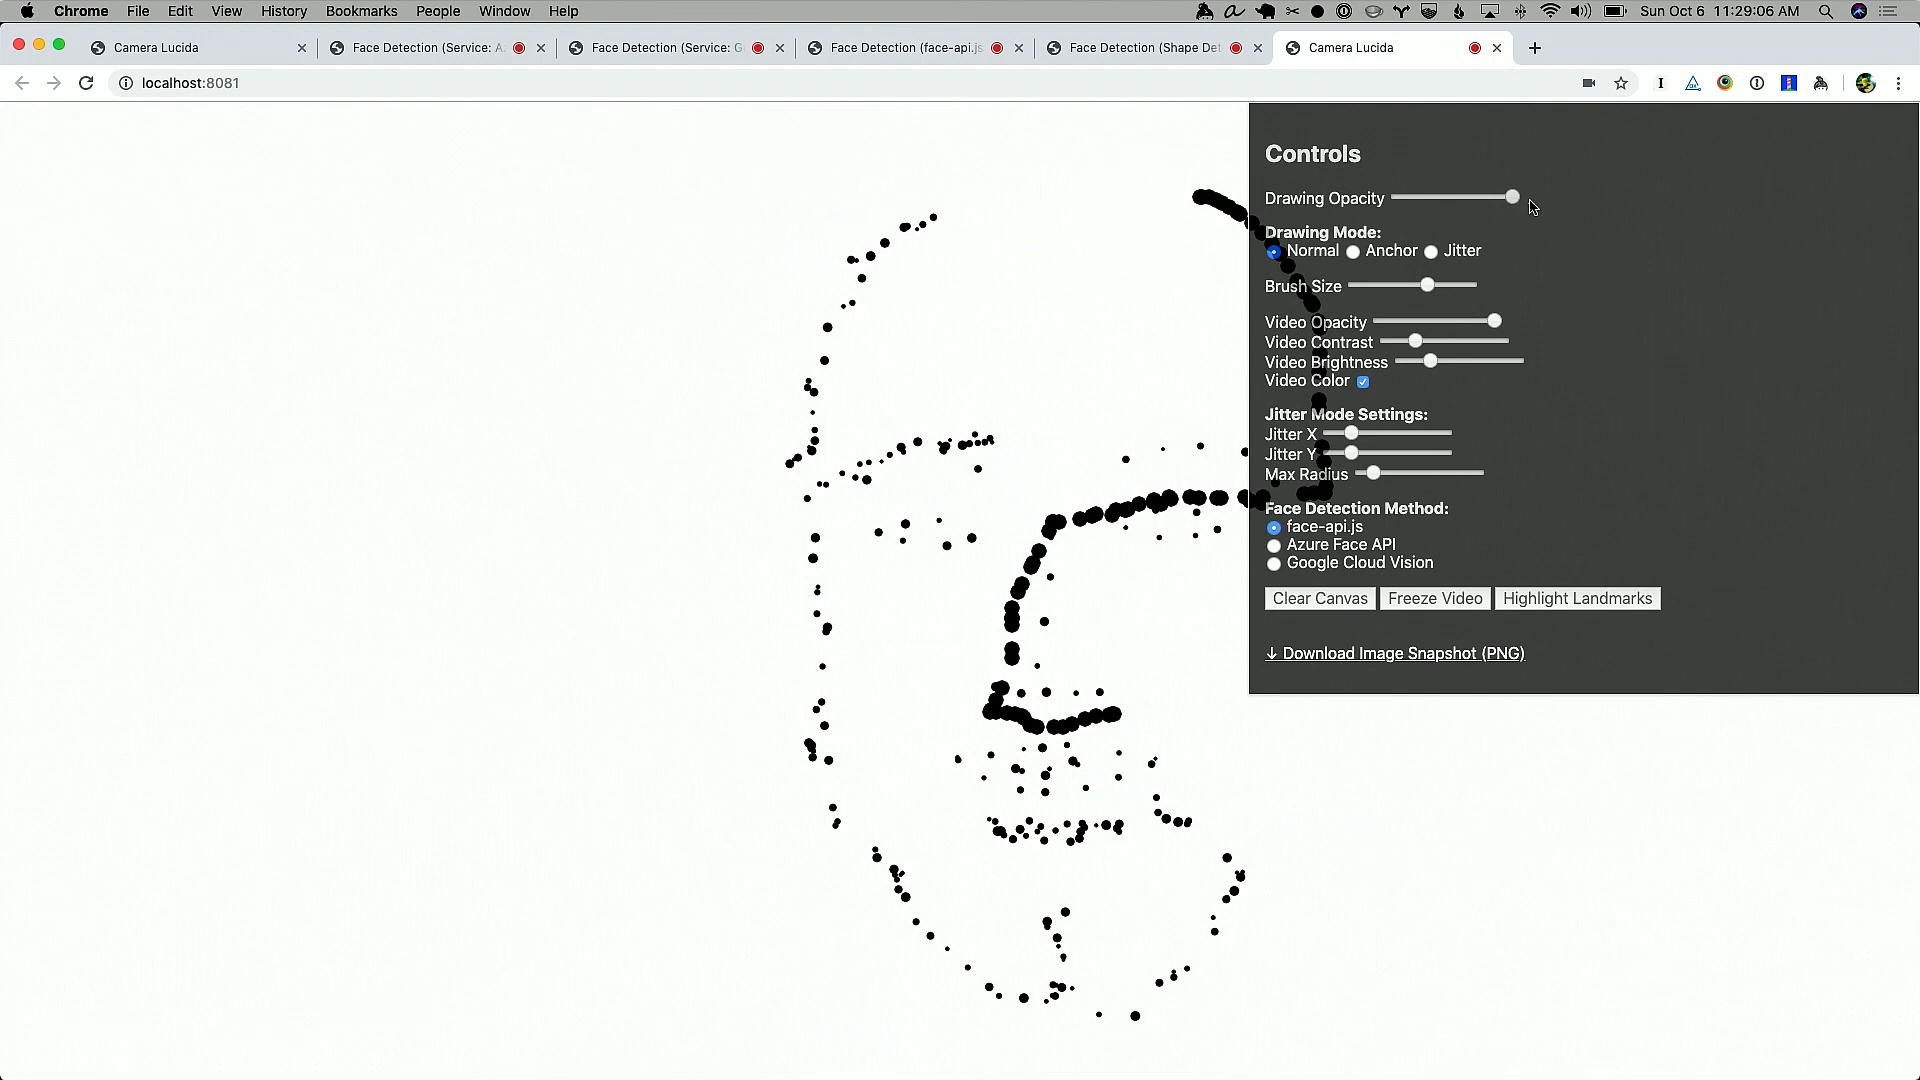 Chrome File Edit View History Bookmarks People Window Help Sun Oct 6 11:29:06 AM
Camera Lucida Face Detection (Service: A Face Detection (Service: G Face Detection (face-api.js Face Detection (Shape Det Camera Lucida
localhost:8081
Controls
Drawing Opacity
Drawing Mode:
Normal Anchor Jitter
Brush Size
Video Opacity
Video Contrast
Video Brightness
Video Color
Jitter Mode Settings:
Jitter X
Jitter Y
Max Radius
Face Detection Method:
face-api.js
Azure Face API
Google Cloud Vision
Clear Canvas Freeze Video Highlight Landmarks
↓ Download Image Snapshot (PNG)